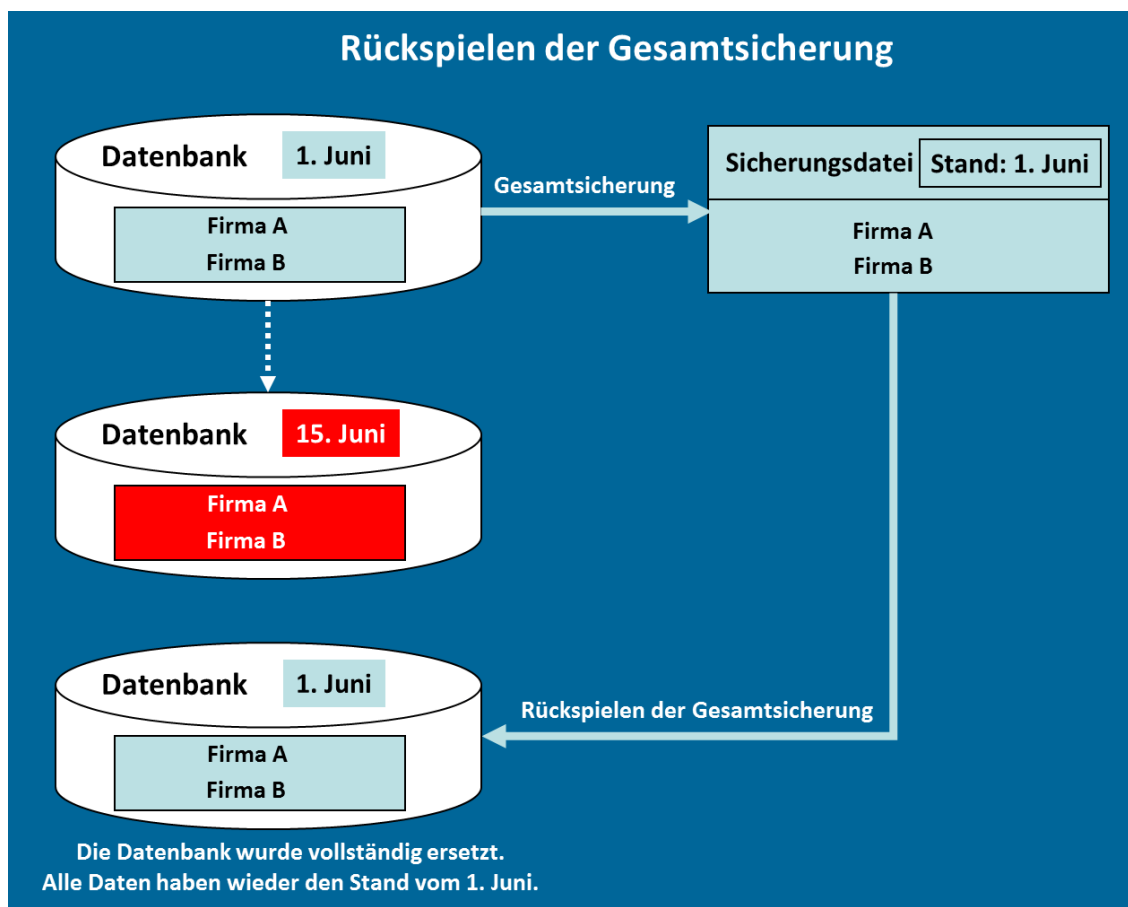 Rückspielen der Gesamtsicherung
Datenbank 1. Juni
Firma A
Firma B
Gesamtsicherung
Sicherungsdatei Stand: 1. Juni
Firma A
Firma B
Datenbank 15. Juni
Firma A
Firma B
Datenbank 1. Juni
Firma A
Firma B
Rückspielen der Gesamtsicherung
Die Datenbank wurde vollständig ersetzt.
Alle Daten haben wieder den Stand vom 1. Juni.